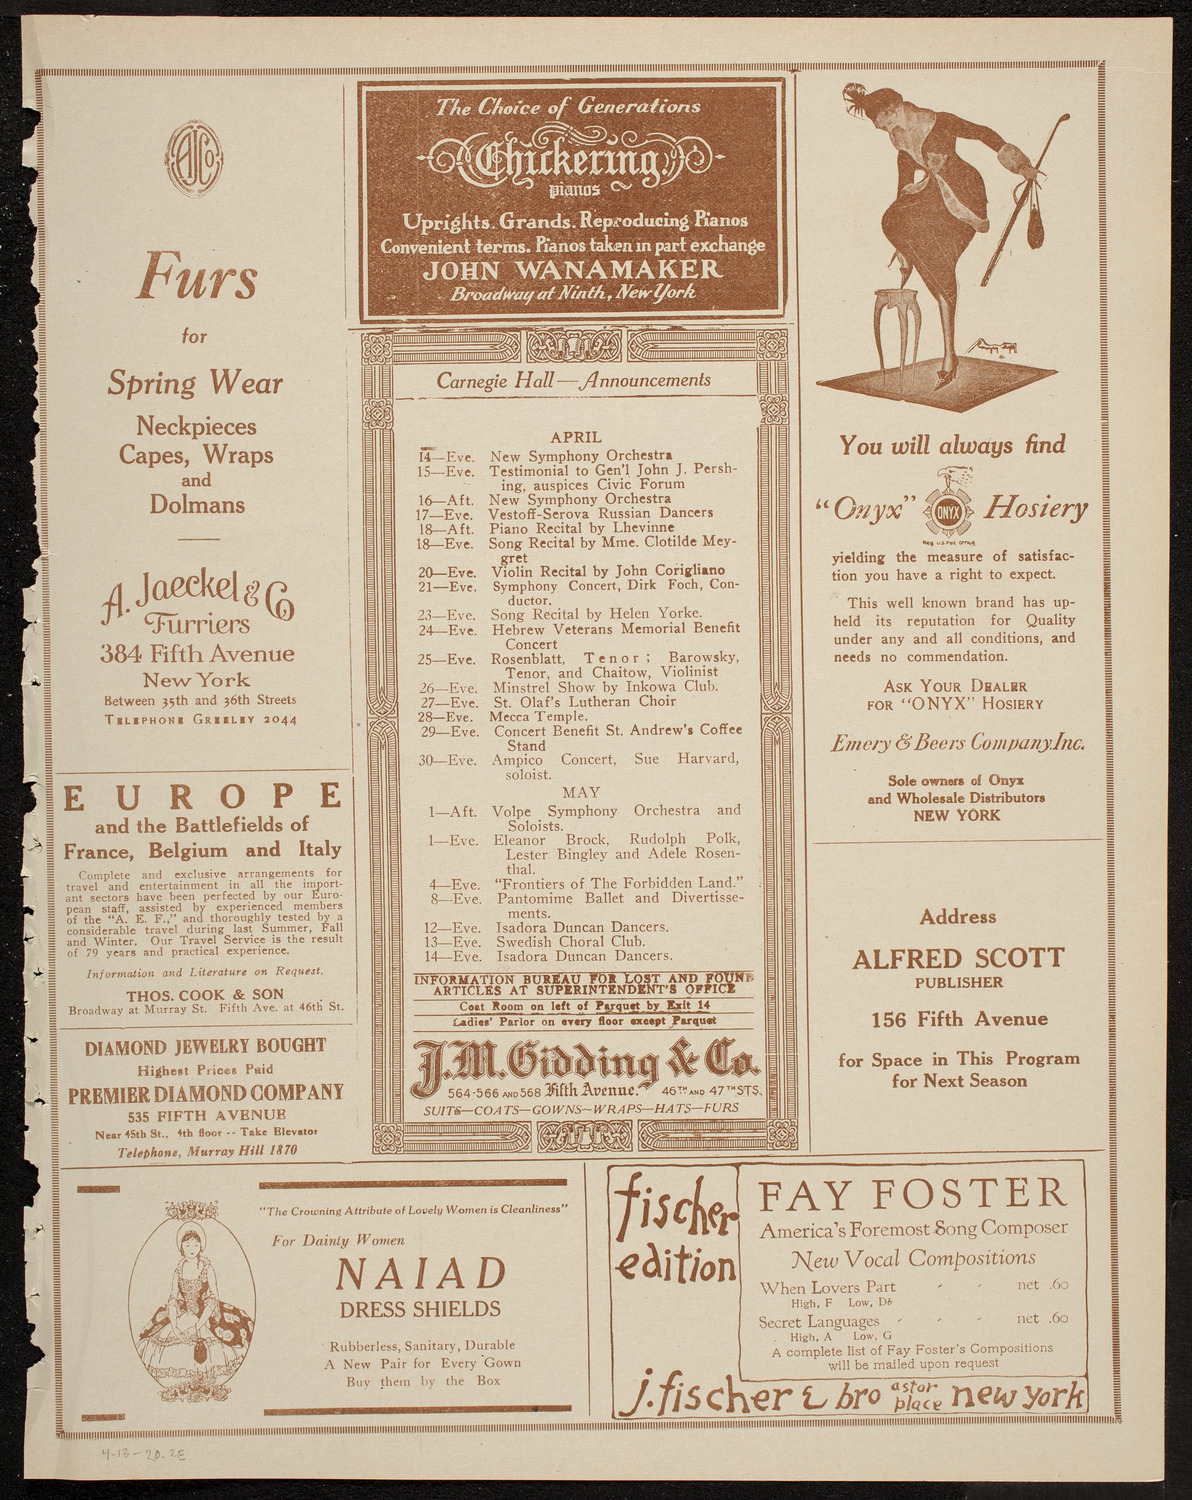 AJCo
Furs
for
Spring Wear
Neckpieces
Capes, Wraps
and
Dolmans
A. Jaeckel & Co
Furriers
384 Fifth Avenue
New York
Between 35th and 36th Streets
TELEPHONE GREELEY 2044
EUROPE
and the Battlefields of
France, Belgium and Italy
Complete and exclusive arrangements for
travel and entertainment in all the import-
ant sectors have been perfected by our Euro-
pean staff, assisted by experienced members
of the "A. E. F.," and thoroughly tested by a
considerable travel during last Summer, Fall
and Winter. Our Travel Service is the result
of 79 years and practical experience.
Information and Literature on Request.
THOS. COOK & SON
Broadway at Murray St. Fifth Ave. at 46th St.
DIAMOND JEWELRY BOUGHT
Highest Prices Paid
PREMIER DIAMOND COMPANY
535 FIFTH AVENUE
Near 45th St., 4th floor -- Take Elevator
Telephone, Murray Hill 1870
The Choice of Generations
Chickering
pianos
Uprights. Grands. Reproducing Pianos
Convenient terms. Pianos taken in part exchange
JOHN WANAMAKER
Broadway at Ninth, New York
Carnegie Hall—Announcements
APRIL
14—Eve. New Symphony Orchestra
15—Eve. Testimonial to Gen'l John J. Persh-
ing, auspices Civic Forum
16—Aft. New Symphony Orchestra
17—Eve. Vestoff-Serova Russian Dancers
18—Aft. Piano Recital by Lhevinne
18—Eve. Song Recital by Mme. Clotilde Mey-
gret
20—Eve. Violin Recital by John Corigliano
21—Eve. Symphony Concert, Dirk Foch, Con-
ductor.
23—Eve. Song Recital by Helen Yorke.
24—Eve. Hebrew Veterans Memorial Benefit
Concert
25—Eve. Rosenblatt, Tenor; Barowsky,
Tenor, and Chaitow, Violinist
26—Eve. Minstrel Show by Inkowa Club.
27—Eve. St. Olaf's Lutheran Choir
28—Eve. Mecca Temple.
29—Eve. Concert Benefit St. Andrew's Coffee
Stand
30—Eve. Ampico Concert, Sue Harvard,
soloist.
MAY
1—Aft. Volpe Symphony Orchestra and
Soloists.
1—Eve. Eleanor Brock, Rudolph Polk,
Lester Bingley and Adele Rosen-
thal.
4—Eve. "Frontiers of The Forbidden Land."
8—Eve. Pantomime Ballet and Divertisse-
ments.
12—Eve. Isadora Duncan Dancers.
13—Eve. Swedish Choral Club.
14—Eve. Isadora Duncan Dancers.
INFORMATION BUREAU FOR LOST AND FOUND
ARTICLES AT SUPERINTENDENT'S OFFICE
Coat Room on left of Parquet by Exit 14
Ladies' Parlor on every floor except Parquet
J.M. Gidding & Co.
564-566 AND 568 Fifth Avenue. 46TH AND 47TH STS.
SUITS—COATS—GOWNS—WRAPS—HATS—FURS
You will always find
"Onyx" ONYX Hosiery
Reg. U.S. Pat. Office
yielding the measure of satisfac-
tion you have a right to expect.
This well known brand has up-
held its reputation for Quality
under any and all conditions, and
needs no commendation.
ASK YOUR DEALER
FOR "ONYX" HOSIERY
Emery & Beers Company, Inc.
Sole owners of Onyx
and Wholesale Distributors
NEW YORK
Address
ALFRED SCOTT
PUBLISHER
156 Fifth Avenue
for Space in This Program
for Next Season
"The Crowning Attribute of Lovely Women is Cleanliness"
For Dainty Women
NAIAD
DRESS SHIELDS
Rubberless, Sanitary, Durable
A New Pair for Every Gown
Buy them by the Box
fischer
edition
FAY FOSTER
America's Foremost Song Composer
New Vocal Compositions
When Lovers Part - - net .60
High, F Low, Db
Secret Languages - - - net .60
High, A Low, G
A complete list of Fay Foster's Compositions
will be mailed upon request
j. fischer & bro astor place new york
4-13-20.2E